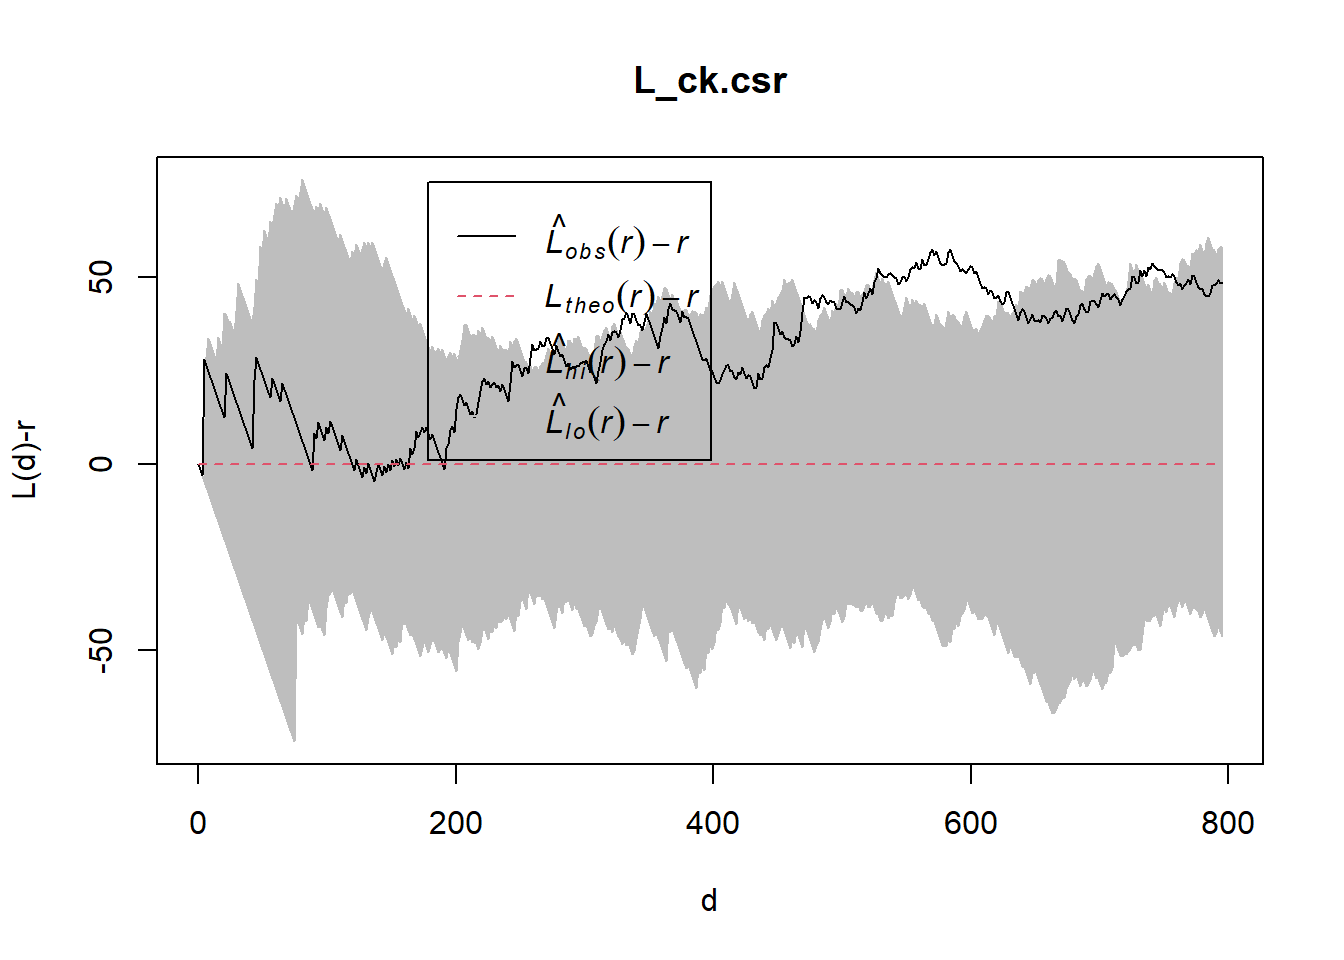 L_ck.csr
L̂obs(r) − r
Ltheo(r) − r
L̂hi(r) − r
L̂lo(r) − r
L(d)-r
50
0
-50
0 200 400 600 800
d